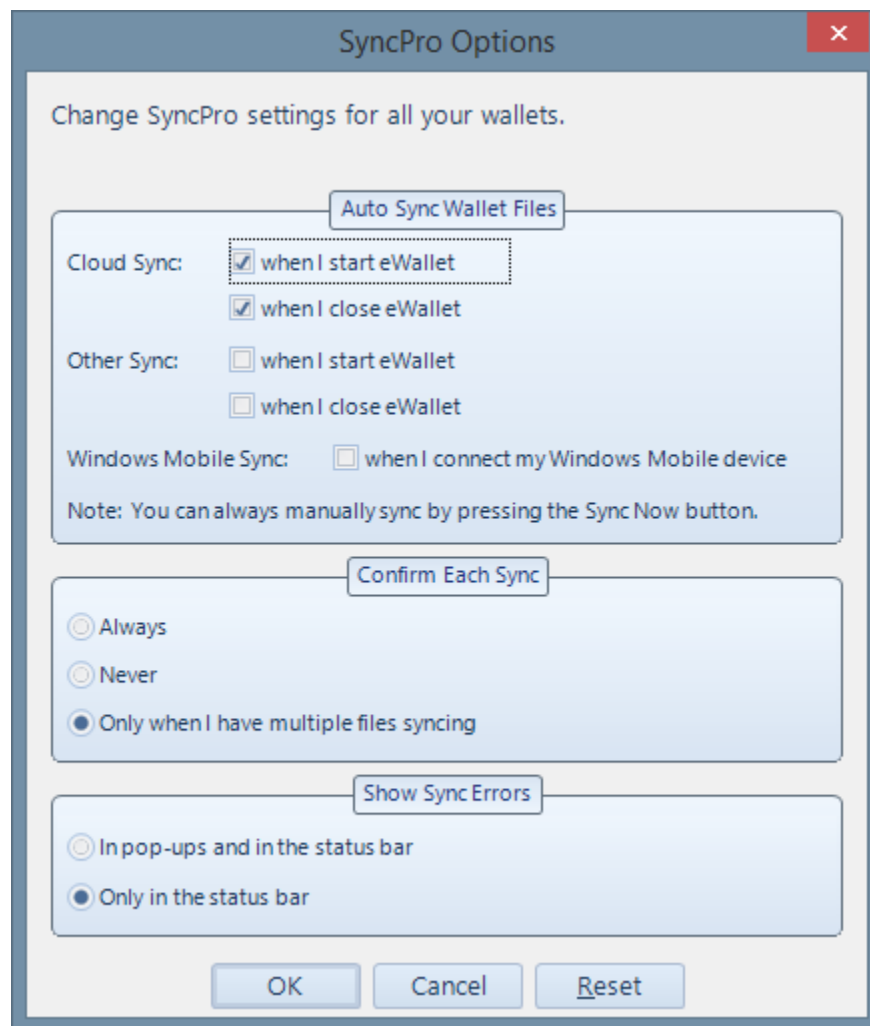 SyncPro Options
Change SyncPro settings for all your wallets.
Auto Sync Wallet Files
Cloud Sync: when I start eWallet
when I close eWallet
Other Sync: when I start eWallet
when I close eWallet
Windows Mobile Sync: when I connect my Windows Mobile device
Note: You can always manually sync by pressing the Sync Now button.
Confirm Each Sync
Always
Never
Only when I have multiple files syncing
Show Sync Errors
In pop-ups and in the status bar
Only in the status bar
OK Cancel Reset